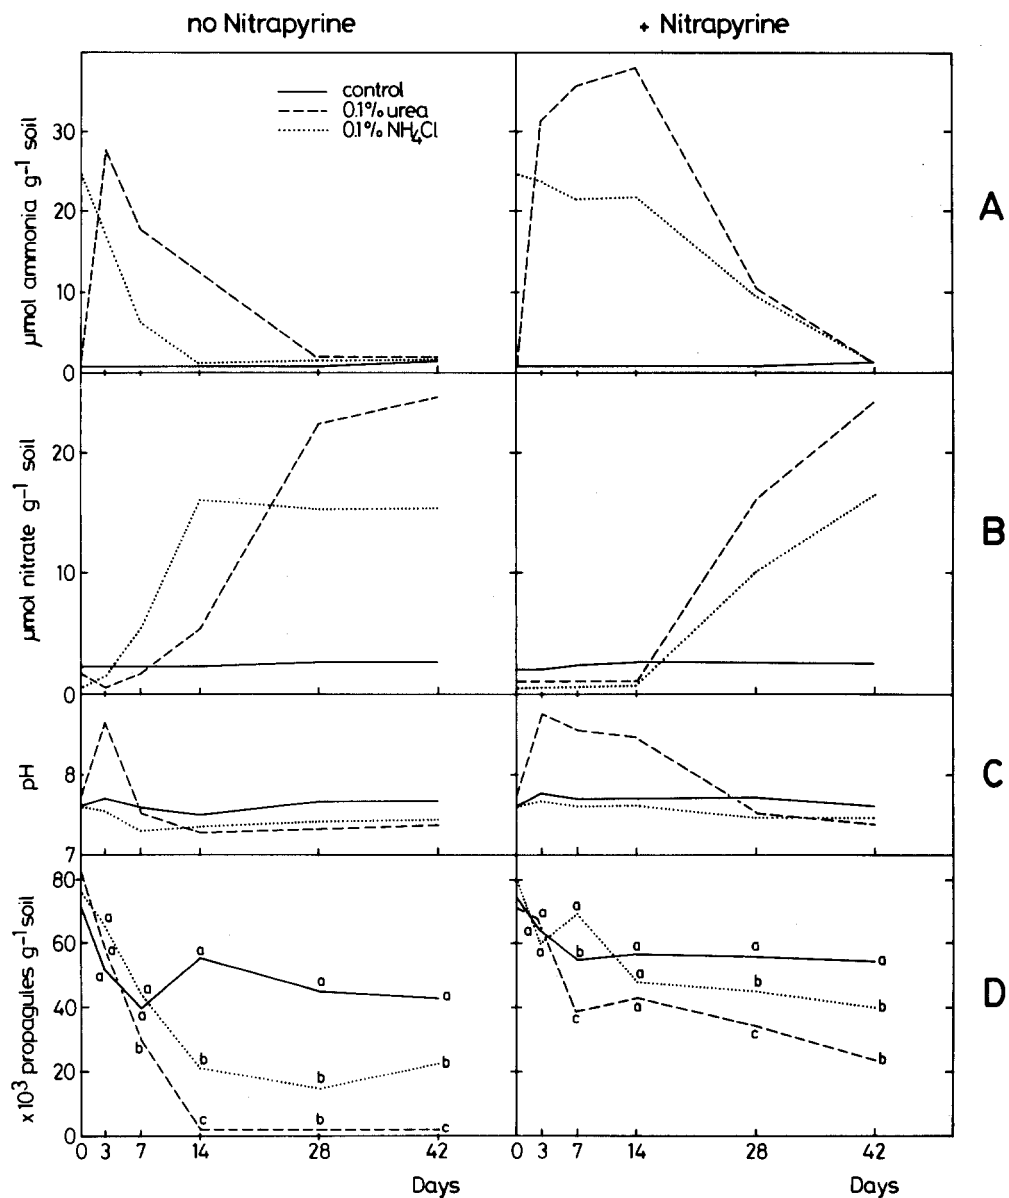 no Nitrapyrine
+ Nitrapyrine
control
0.1% urea
0.1% NH4Cl
µmol ammonia g⁻¹ soil
30
20
10
0
A
µmol nitrate g⁻¹ soil
20
10
0
B
pH
8
7
C
x10³ propagules g⁻¹ soil
80
60
40
20
0
a
a
a
a
a
b
a
b
c
a
b
b
a
b
c
a
a
a
a
b
c
a
a
a
a
b
c
a
b
b
D
0 3 7 14 28 42
0 3 7 14 28 42
Days
Days